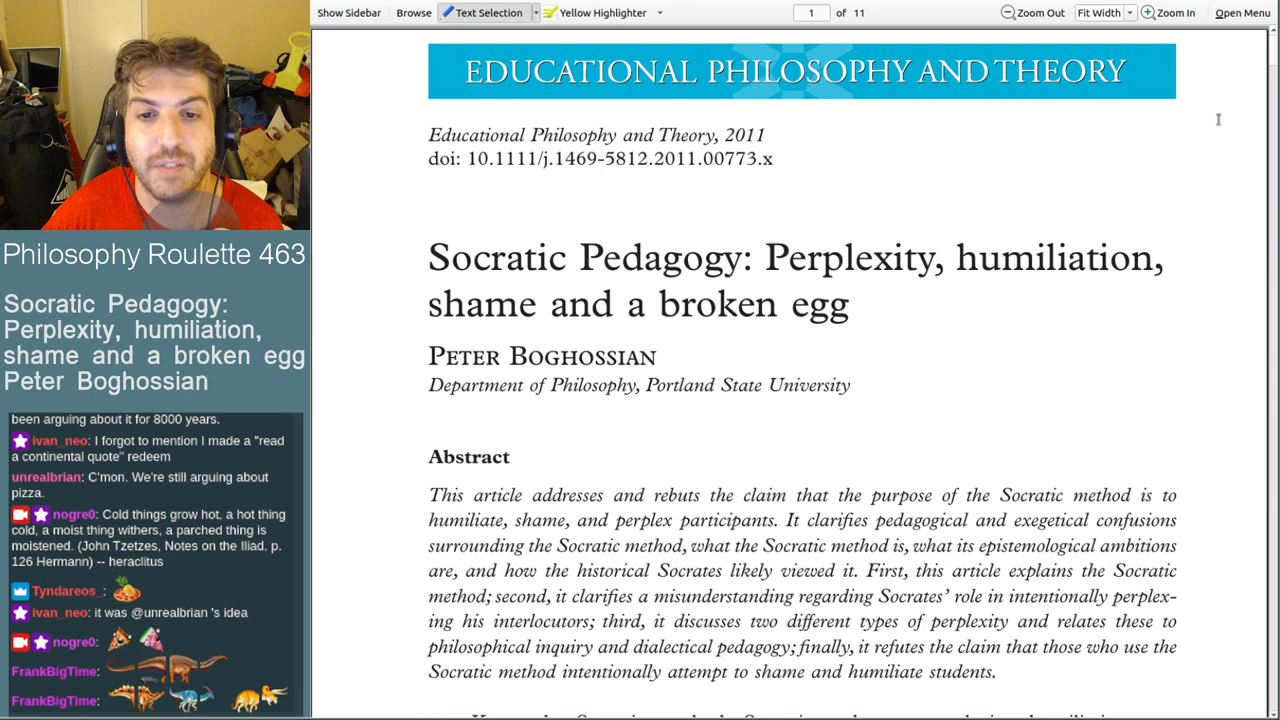 Show Sidebar Browse Text Selection Yellow Highlighter 1 of 11 Zoom Out Fit Width Zoom In Open Menu
EDUCATIONAL PHILOSOPHY AND THEORY
Educational Philosophy and Theory, 2011
doi: 10.1111/j.1469-5812.2011.00773.x
Socratic Pedagogy: Perplexity, humiliation,
shame and a broken egg
PETER BOGHOSSIAN
Department of Philosophy, Portland State University
Abstract
This article addresses and rebuts the claim that the purpose of the Socratic method is to
humiliate, shame, and perplex participants. It clarifies pedagogical and exegetical confusions
surrounding the Socratic method, what the Socratic method is, what its epistemological ambitions
are, and how the historical Socrates likely viewed it. First, this article explains the Socratic
method; second, it clarifies a misunderstanding regarding Socrates' role in intentionally perplex-
ing his interlocutors; third, it discusses two different types of perplexity and relates these to
philosophical inquiry and dialectical pedagogy; finally, it refutes the claim that those who use the
Socratic method intentionally attempt to shame and humiliate students.
Philosophy Roulette 463
Socratic Pedagogy:
Perplexity, humiliation,
shame and a broken egg
Peter Boghossian
been arguing about it for 8000 years.
ivan_neo: I forgot to mention I made a "read
a continental quote" redeem
unrealbrian: C'mon. We're still arguing about
pizza.
nogre0: Cold things grow hot, a hot thing
cold, a moist thing withers, a parched thing is
moistened. (John Tzetzes, Notes on the Iliad, p.
126 Hermann) -- heraclitus
Tyndareos_:
ivan_neo: it was @unrealbrian 's idea
nogre0:
FrankBigTime:
FrankBigTime: